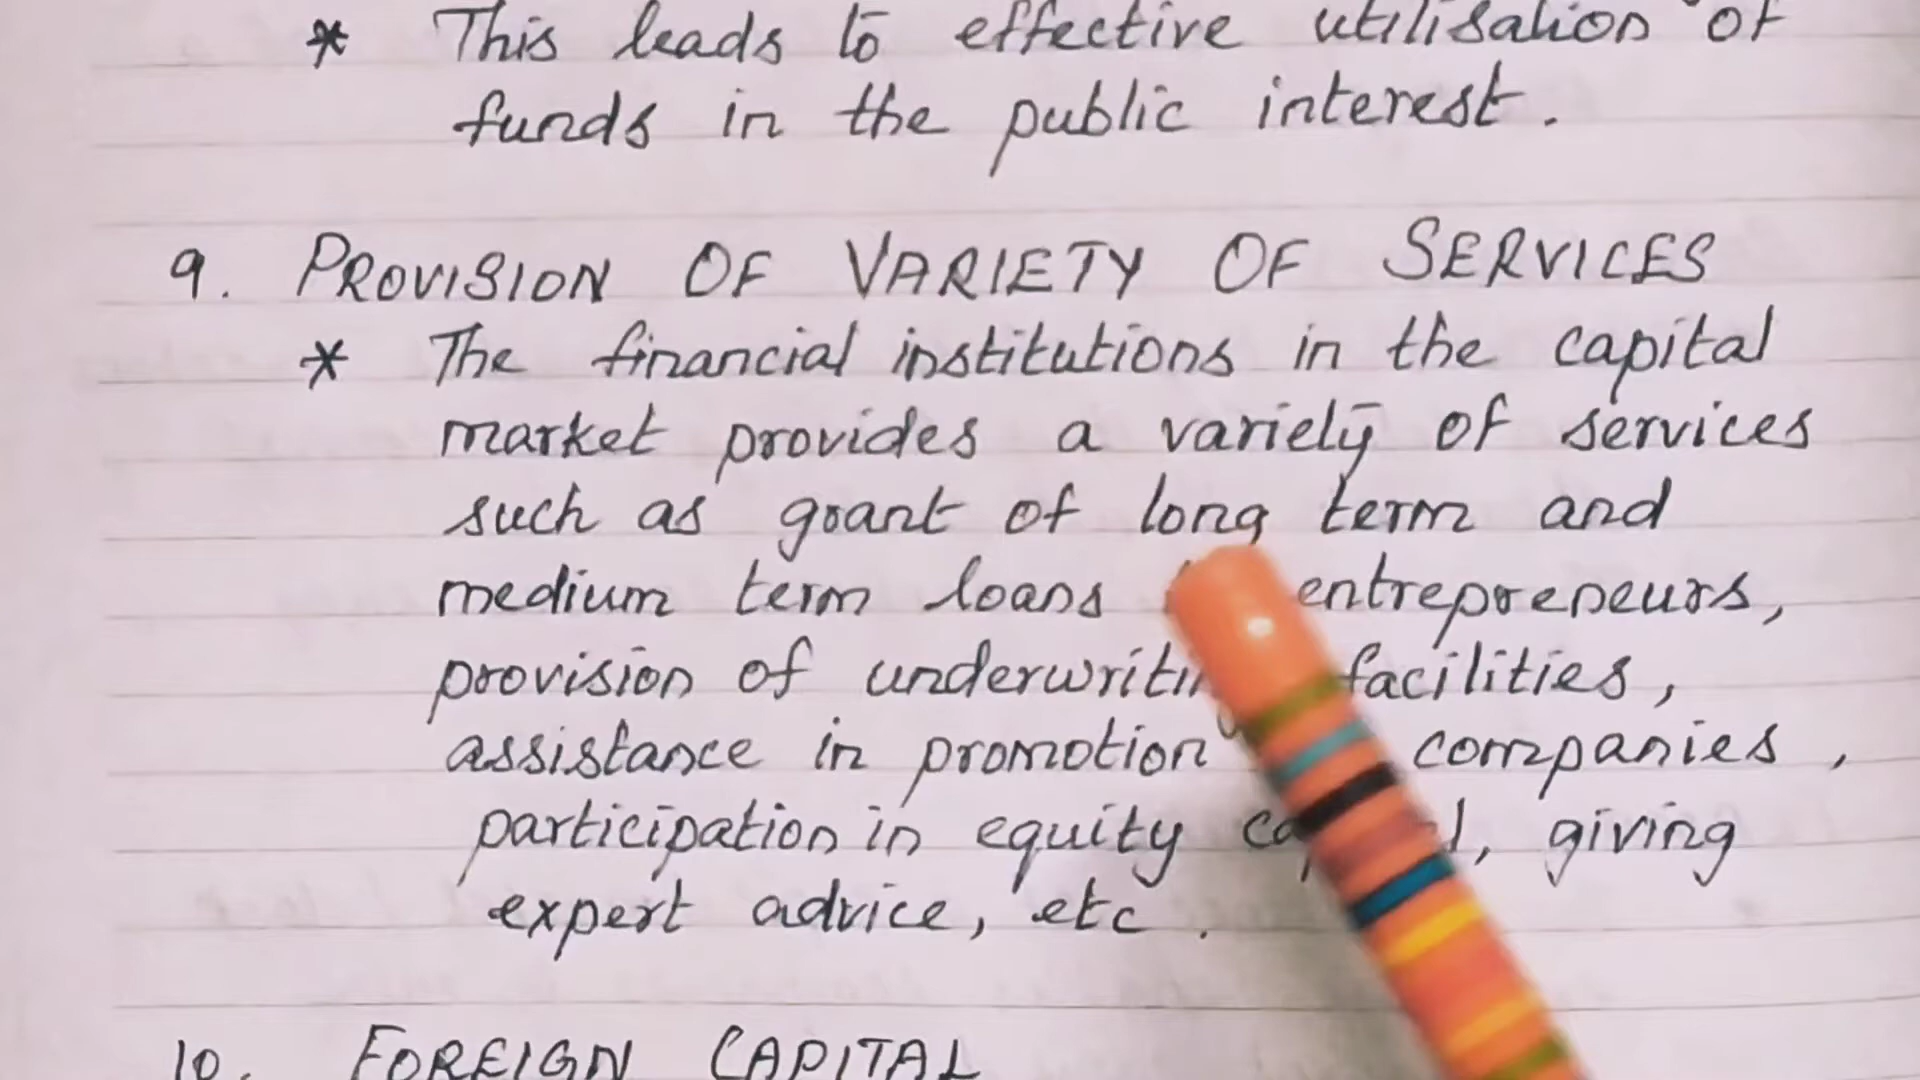 * This leads to effective utilisation of
funds in the public interest.
9. PROVISION OF VARIETY OF SERVICES
* The financial institutions in the capital
market provides a variety of services
such as grant of long term and
medium term loans entrepreneurs,
provision of facilities,
assistance in promotion companies,
participation in equity giving
expert advice, etc.
10. FOREIGN CAPITAL